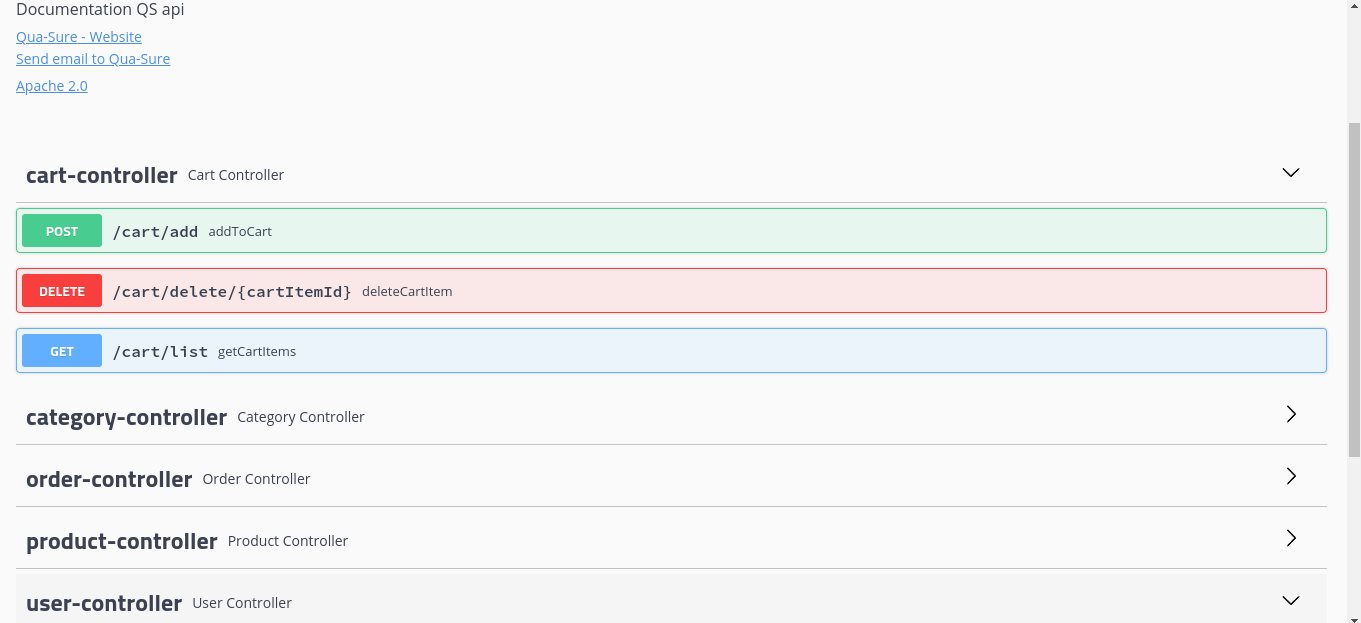 Documentation QS api
Qua-Sure - Website
Send email to Qua-Sure
Apache 2.0
cart-controller Cart Controller
POST /cart/add addToCart
DELETE /cart/delete/{cartItemId} deleteCartItem
GET /cart/list getCartItems
category-controller Category Controller
order-controller Order Controller
product-controller Product Controller
user-controller User Controller